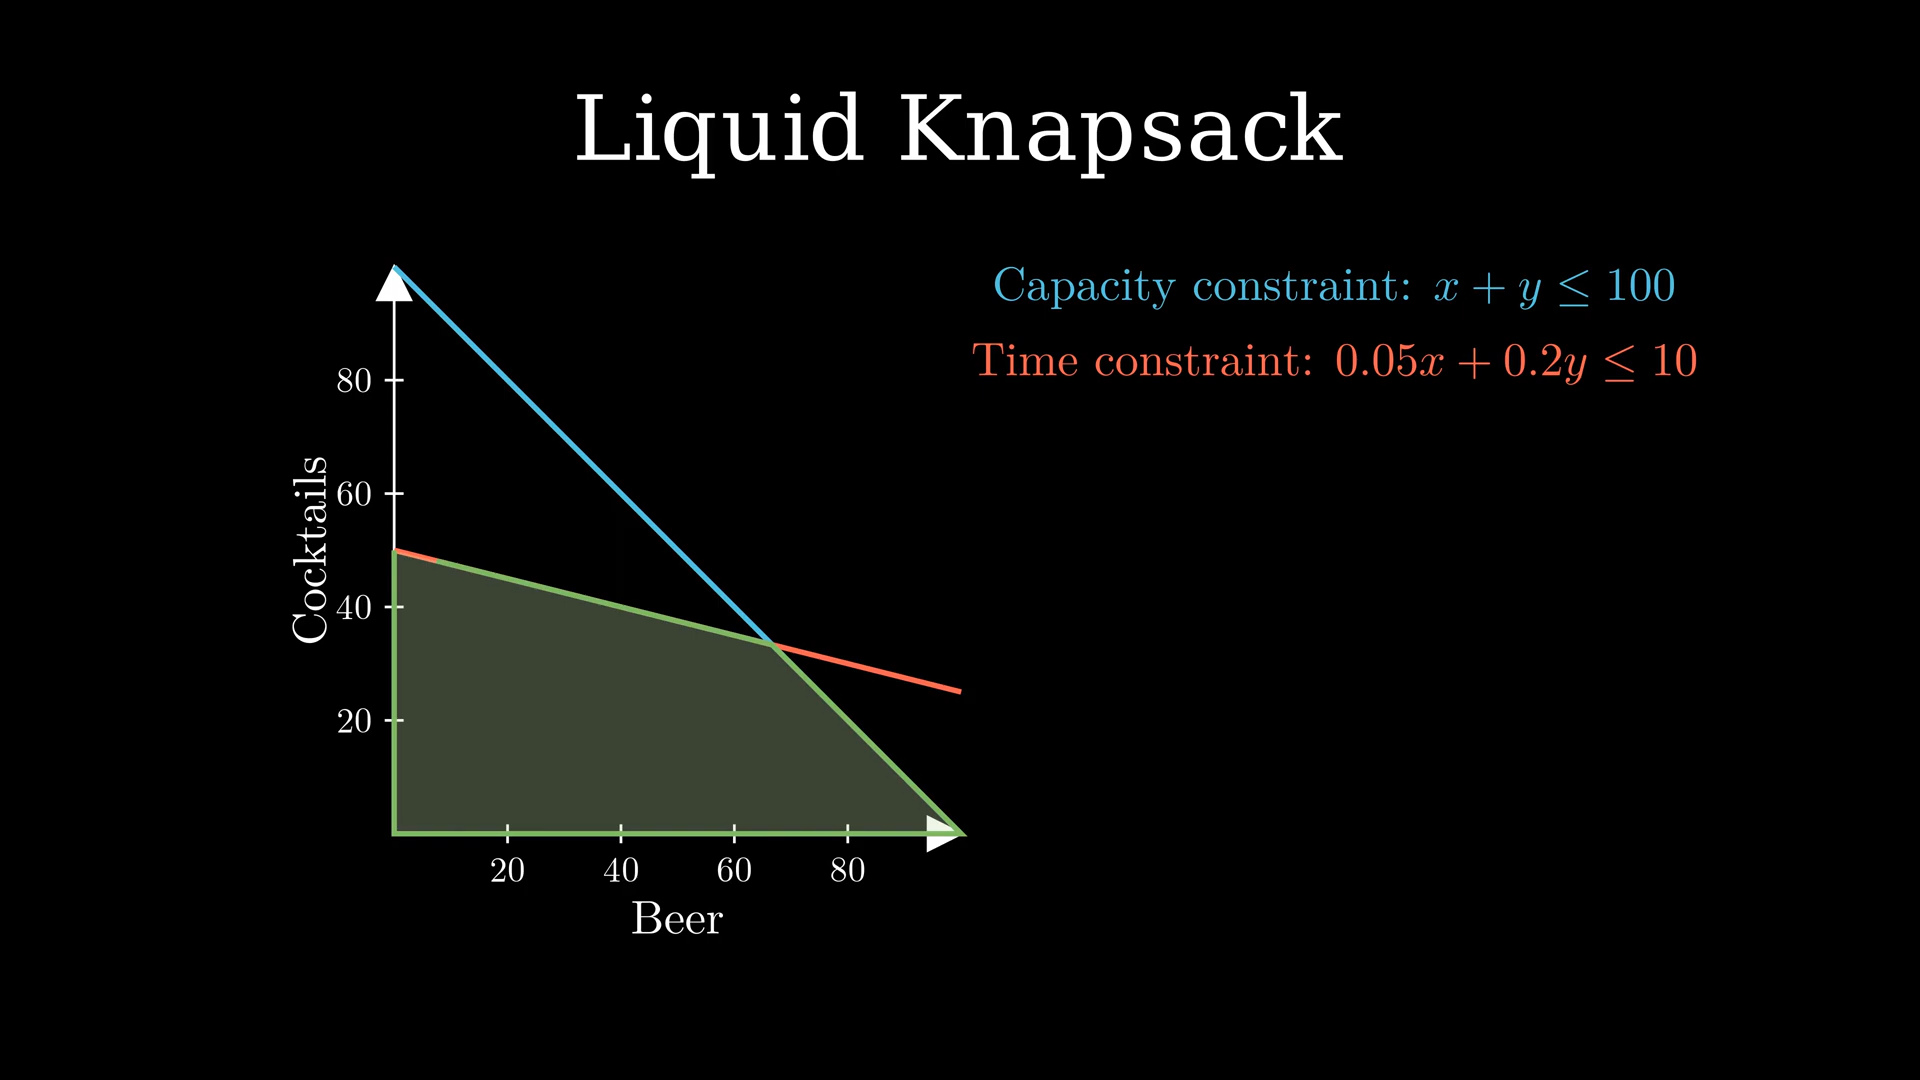 Liquid Knapsack
Capacity constraint: x + y ≤ 100
Time constraint: 0.05x + 0.2y ≤ 10
80
60
40
20
Cocktails
20 40 60 80
Beer